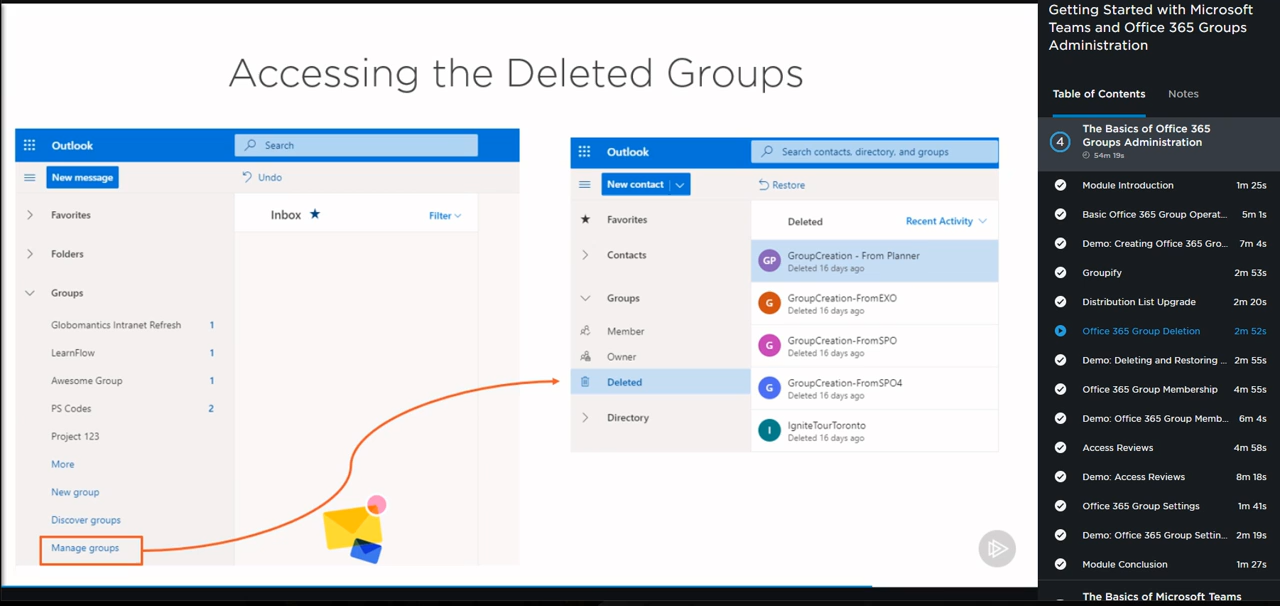 Accessing the Deleted Groups
Outlook
Search
New message
Undo
Favorites
Inbox ★
Filter
Folders
Groups
Globomantics Intranet Refresh 1
LearnFlow 1
Awesome Group 1
PS Codes 2
Project 123
More
New group
Discover groups
Manage groups
Outlook
Search contacts, directory, and groups
New contact
Restore
Favorites
Contacts
Groups
Member
Owner
Deleted
Directory
Deleted
Recent Activity
GP
GroupCreation - From Planner
Deleted 16 days ago
G
GroupCreation-FromEXO
Deleted 16 days ago
G
GroupCreation-FromSPO
Deleted 16 days ago
G
GroupCreation-FromSPO4
Deleted 16 days ago
I
IgniteTourToronto
Deleted 16 days ago
Getting Started with Microsoft
Teams and Office 365 Groups
Administration
Table of Contents Notes
4
The Basics of Office 365
Groups Administration
54m 19s
Module Introduction 1m 25s
Basic Office 365 Group Operat... 5m 1s
Demo: Creating Office 365 Gro... 7m 4s
Groupify 2m 53s
Distribution List Upgrade 2m 20s
Office 365 Group Deletion 2m 52s
Demo: Deleting and Restoring ... 2m 55s
Office 365 Group Membership 4m 55s
Demo: Office 365 Group Memb... 6m 4s
Access Reviews 4m 58s
Demo: Access Reviews 8m 18s
Office 365 Group Settings 1m 41s
Demo: Office 365 Group Settin... 2m 19s
Module Conclusion 1m 27s
The Basics of Microsoft Teams